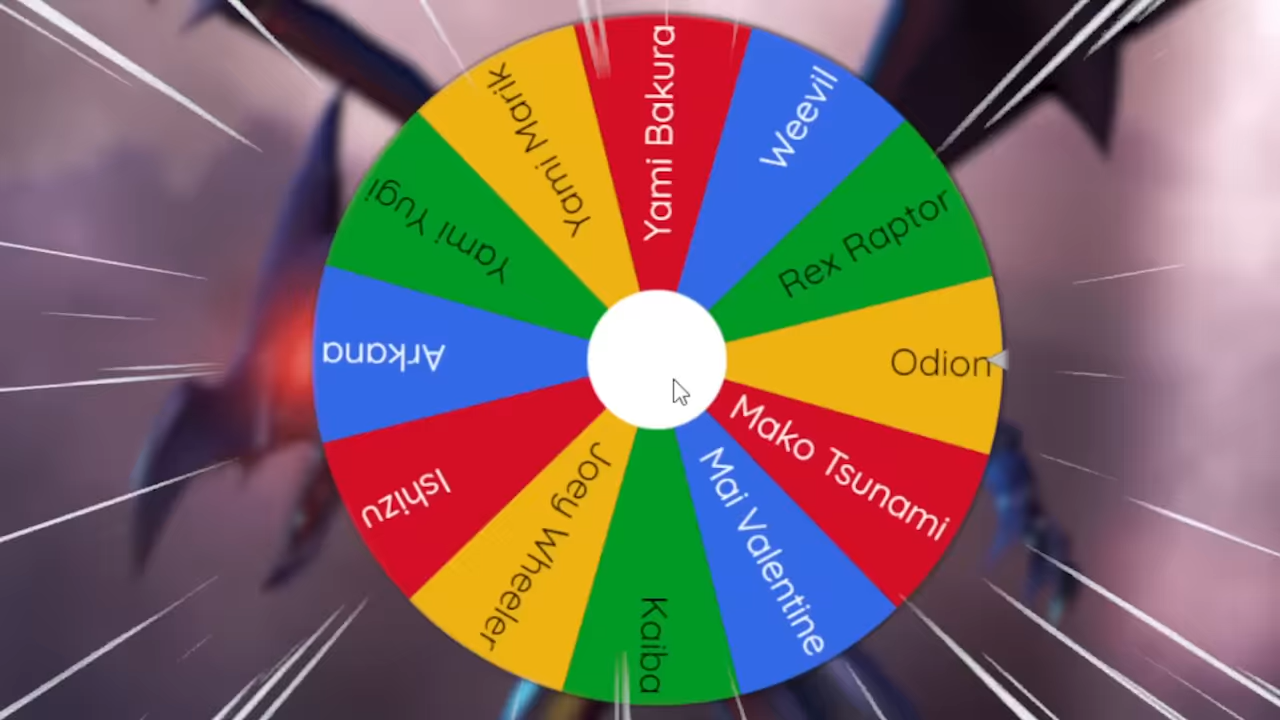 Yami Bakura
Weevil
Rex Raptor
Odion
Mako Tsunami
Mai Valentine
Kaiba
Joey Wheeler
Ishizu
Arkana
Yami Yugi
Yami Marik